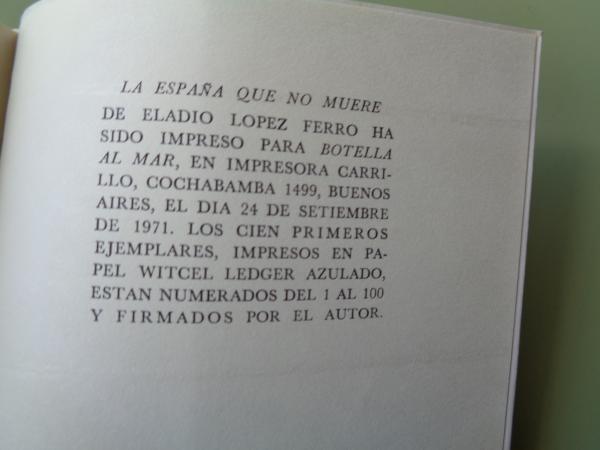 LA ESPAÑA QUE NO MUERE
DE ELADIO LOPEZ FERRO HA
SIDO IMPRESO PARA BOTELLA
AL MAR, EN IMPRESORA CARRI-
LLO, COCHABAMBA 1499, BUENOS
AIRES, EL DIA 24 DE SETIEMBRE
DE 1971. LOS CIEN PRIMEROS
EJEMPLARES, IMPRESOS EN PA-
PEL WITCEL LEDGER AZULADO,
ESTAN NUMERADOS DEL 1 AL 100
Y FIRMADOS POR EL AUTOR.